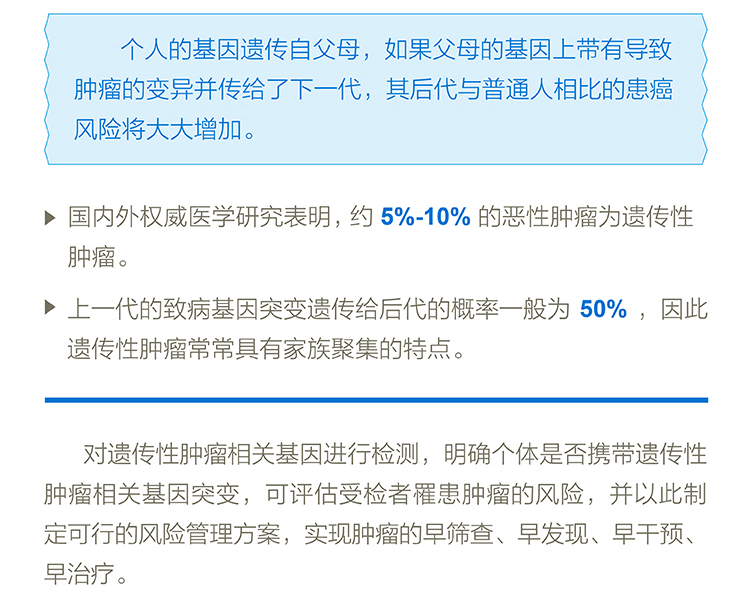 个人的基因遗传自父母，如果父母的基因上带有导致
肿瘤的变异并传给了下一代，其后代与普通人相比的患癌
风险将大大增加。
国内外权威医学研究表明，约 5%-10% 的恶性肿瘤为遗传性
肿瘤。
上一代的致病基因突变遗传给后代的概率一般为 50% ，因此
遗传性肿瘤常常具有家族聚集的特点。
对遗传性肿瘤相关基因进行检测，明确个体是否携带遗传性
肿瘤相关基因突变，可评估受检者罹患肿瘤的风险，并以此制
定可行的风险管理方案，实现肿瘤的早筛查、早发现、早干预、
早治疗。